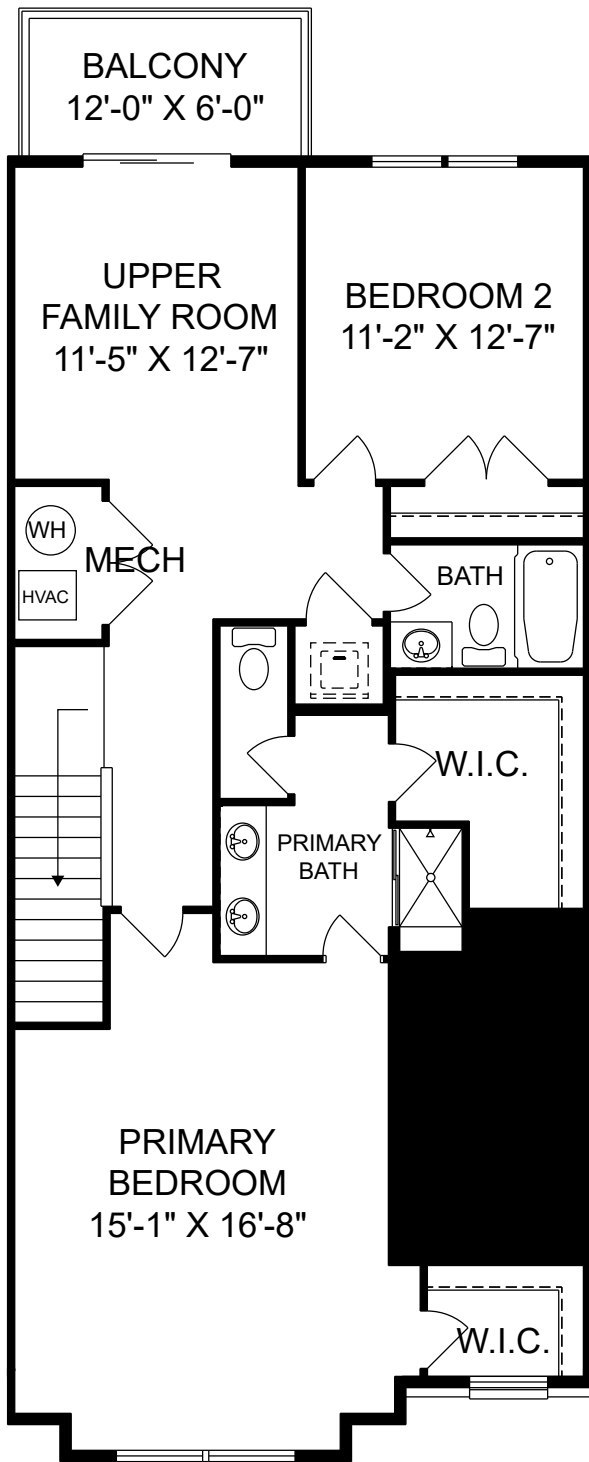 BALCONY
12'-0" X 6'-0"
UPPER
FAMILY ROOM
11'-5" X 12'-7"
BEDROOM 2
11'-2" X 12'-7"
WH
MECH
HVAC
BATH
W.I.C.
PRIMARY
BATH
PRIMARY
BEDROOM
15'-1" X 16'-8"
W.I.C.